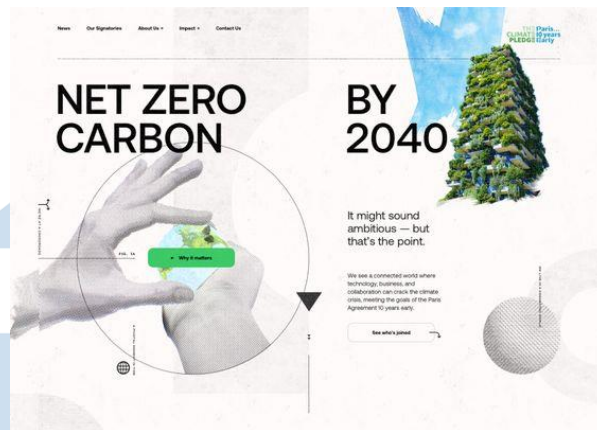 News Our Signatories About Us Impact Contact Us
THE CLIMATE PLEDGE
Paris... 10 years Early
NET ZERO
CARBON
BY
2040
It might sound
ambitious — but
that's the point.
FIG. 1A
Why it matters
We see a connected world where
technology, business, and
collaboration can crack the climate
crisis, meeting the goals of the Paris
Agreement 10 years early.
See who's joined